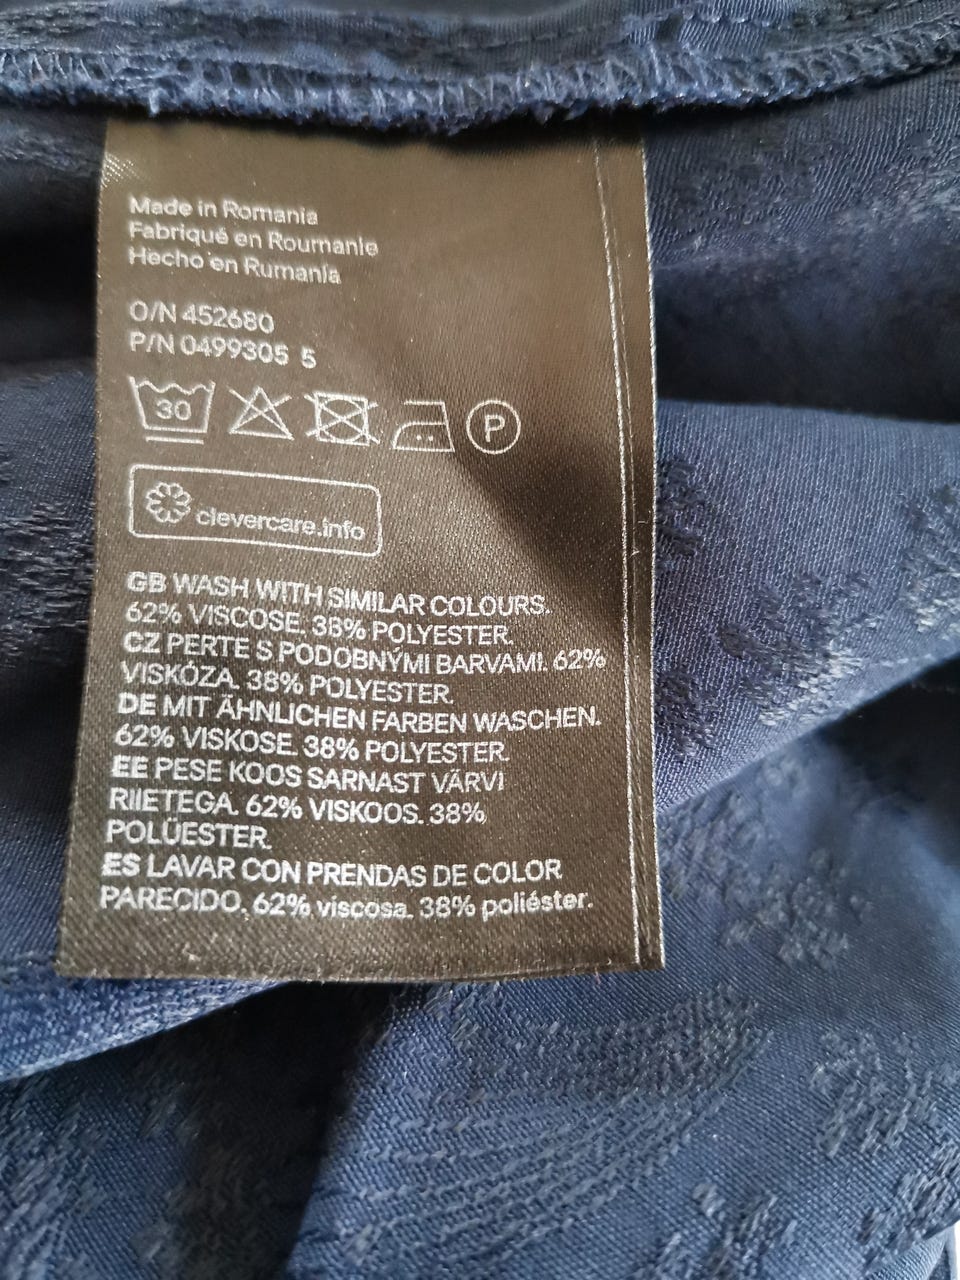 Made in Romania
Fabriqué en Roumanie
Hecho en Rumanía
O/N 452680
P/N 0499305 5
30
P
clevercare.info
GB WASH WITH SIMILAR COLOURS.
62% VISCOSE. 38% POLYESTER.
CZ PERTE S PODOBNÝMI BARVAMI. 62%
VISKÓZA. 38% POLYESTER.
DE MIT ÄHNLICHEN FARBEN WASCHEN.
62% VISKOSE. 38% POLYESTER.
EE PESE KOOS SARNAST VÄRVI
RIIETEGA. 62% VISKOOS. 38%
POLÜESTER.
ES LAVAR CON PRENDAS DE COLOR
PARECIDO. 62% viscosa. 38% poliéster.